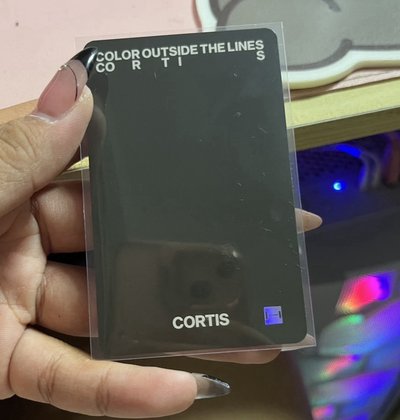 COLOR OUTSIDE THE LINES
CO R T I S
CORTIS